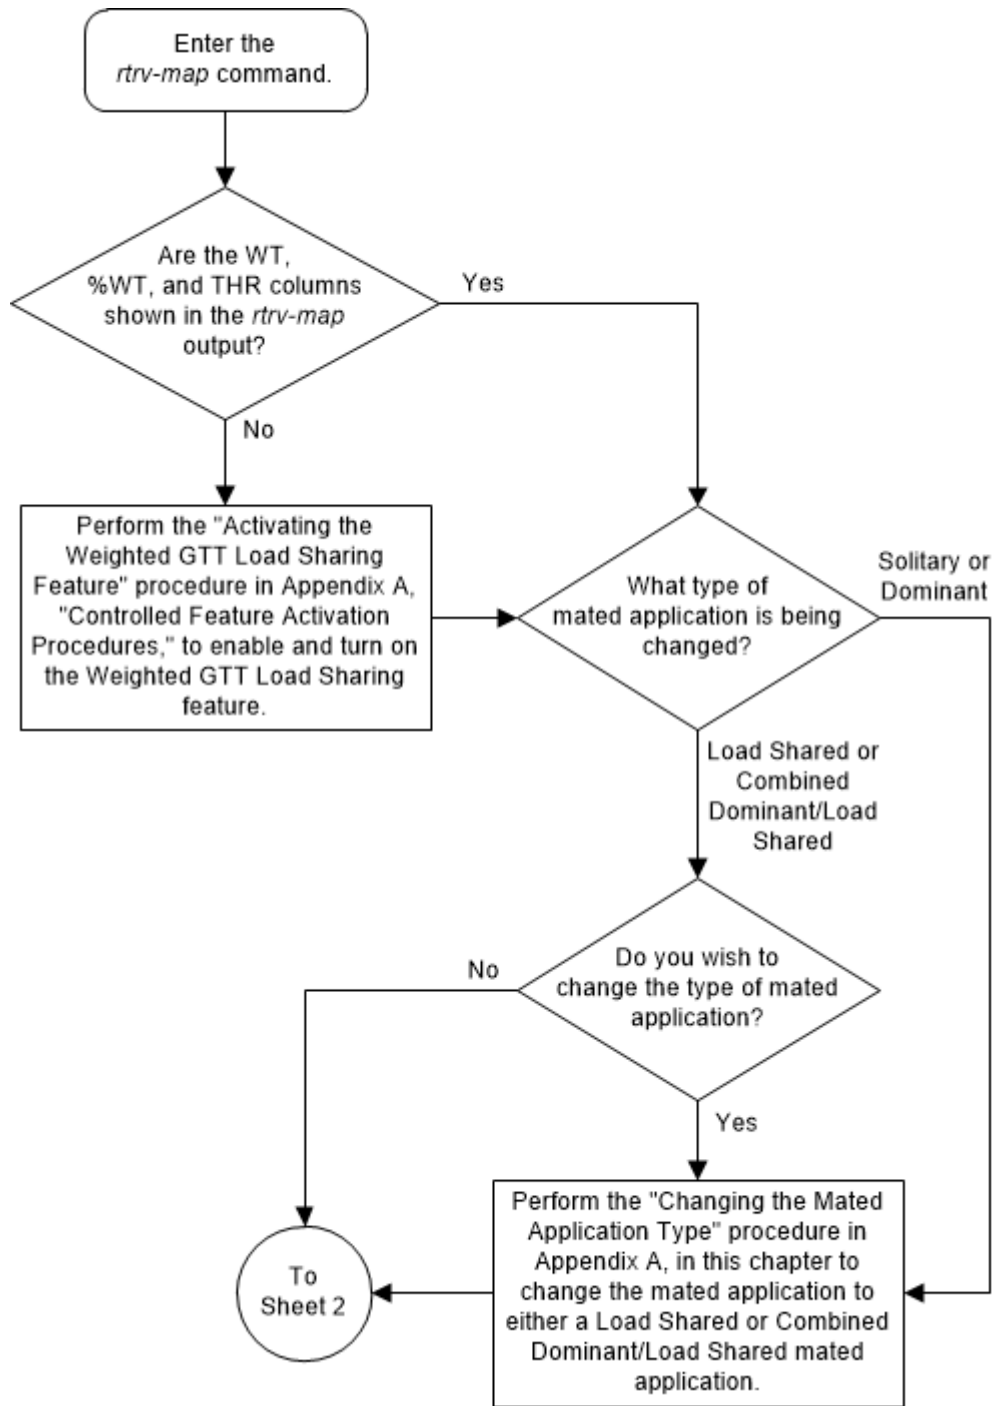 Enter the
rtrv-map command.
Are the WT,
%WT, and THR columns
shown in the rtrv-map
output?
Yes
No
Perform the "Activating the
Weighted GTT Load Sharing
Feature" procedure in Appendix A,
"Controlled Feature Activation
Procedures," to enable and turn on
the Weighted GTT Load Sharing
feature.
What type of
mated application is being
changed?
Solitary or
Dominant
Load Shared or
Combined
Dominant/Load
Shared
Do you wish to
change the type of mated
application?
No
Yes
Perform the "Changing the Mated
Application Type" procedure in
Appendix A, in this chapter to
change the mated application to
either a Load Shared or Combined
Dominant/Load Shared mated
application.
To
Sheet 2